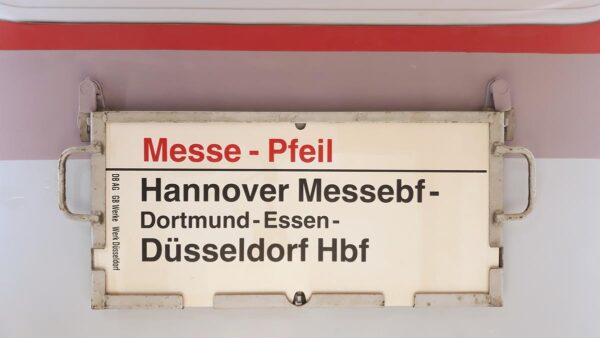 Messe - Pfeil
Hannover Messebf-
Dortmund-Essen-
Düsseldorf Hbf
DB AG GB Werke Werk Düsseldorf